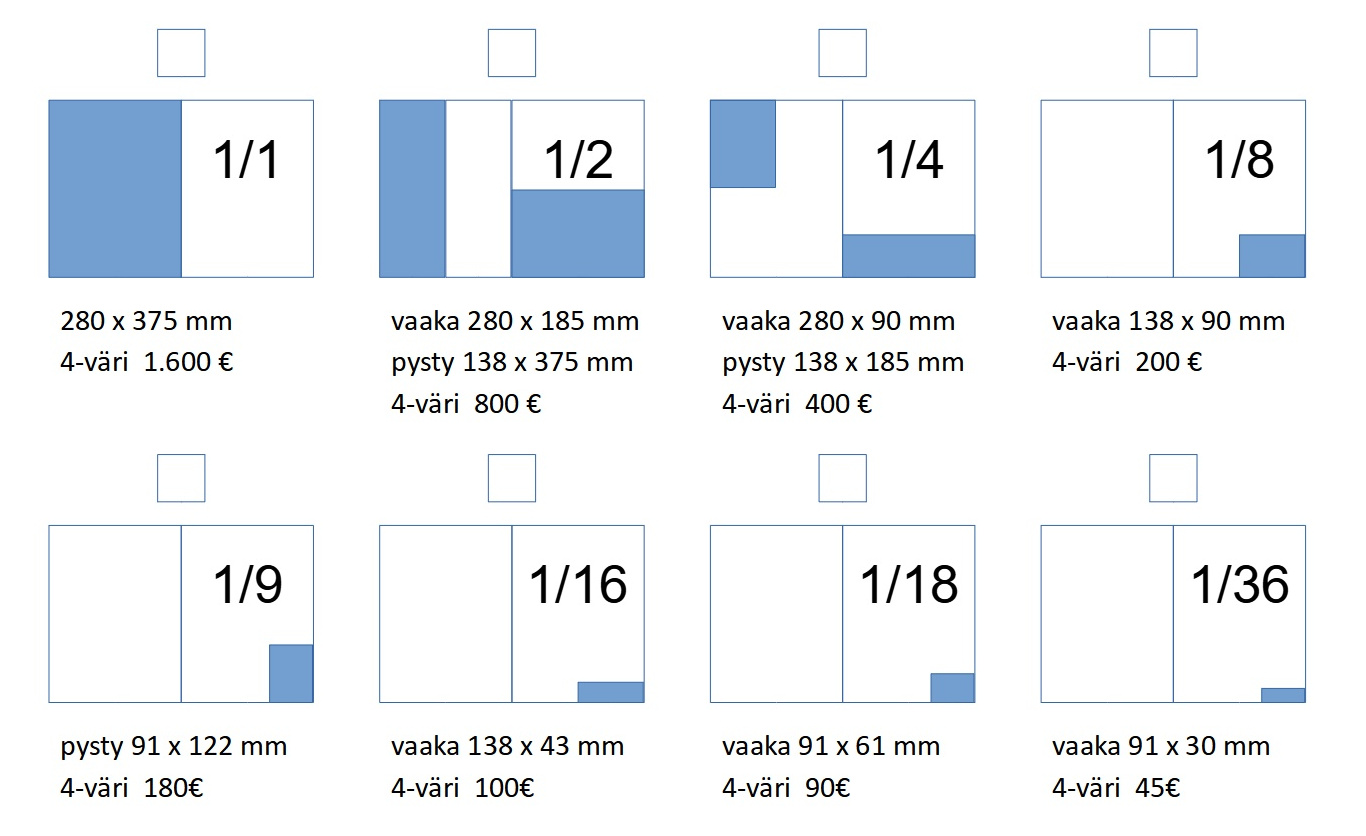 1/1
280 x 375 mm
4-väri 1.600 €
1/2
vaaka 280 x 185 mm
pysty 138 x 375 mm
4-väri 800 €
1/4
vaaka 280 x 90 mm
pysty 138 x 185 mm
4-väri 400 €
1/8
vaaka 138 x 90 mm
4-väri 200 €
1/9
pysty 91 x 122 mm
4-väri 180€
1/16
vaaka 138 x 43 mm
4-väri 100€
1/18
vaaka 91 x 61 mm
4-väri 90€
1/36
vaaka 91 x 30 mm
4-väri 45€